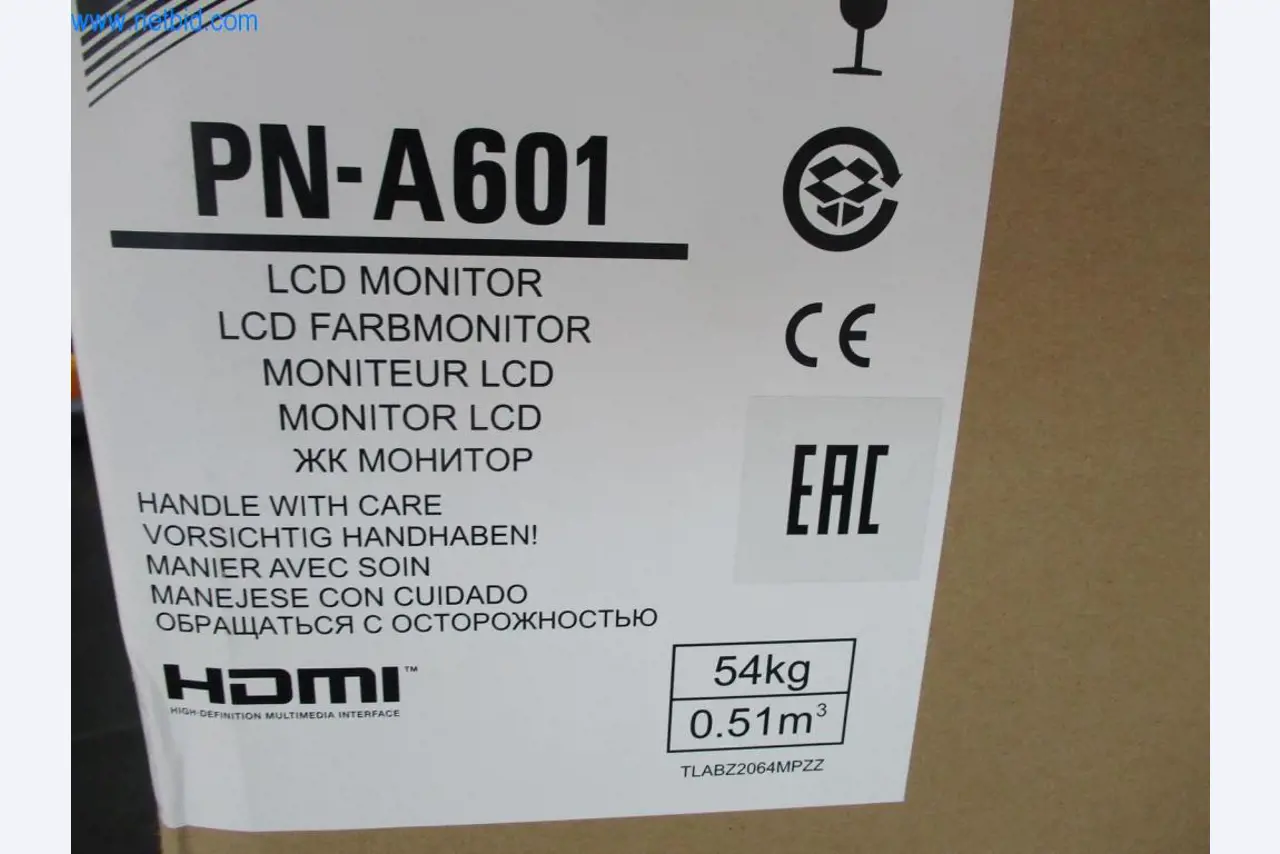 www.netbid.com
PN-A601
LCD MONITOR
LCD FARBMONITOR
MONITEUR LCD
MONITOR LCD
ЖК МОНИТОР
HANDLE WITH CARE
VORSICHTIG HANDHABEN!
MANIER AVEC SOIN
MANEJESE CON CUIDADO
ОБРАЩАТЬСЯ С ОСТОРОЖНОСТЬЮ
HDMI™
HIGH-DEFINITION MULTIMEDIA INTERFACE
CE
EAC
54kg
0.51m³
TLABZ2064MPZZ